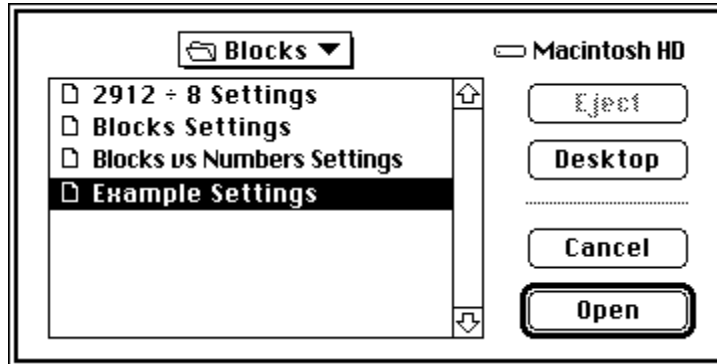 Blocks
Macintosh HD
2912 ÷ 8 Settings
Blocks Settings
Blocks vs Numbers Settings
Example Settings
Eject
Desktop
Cancel
Open